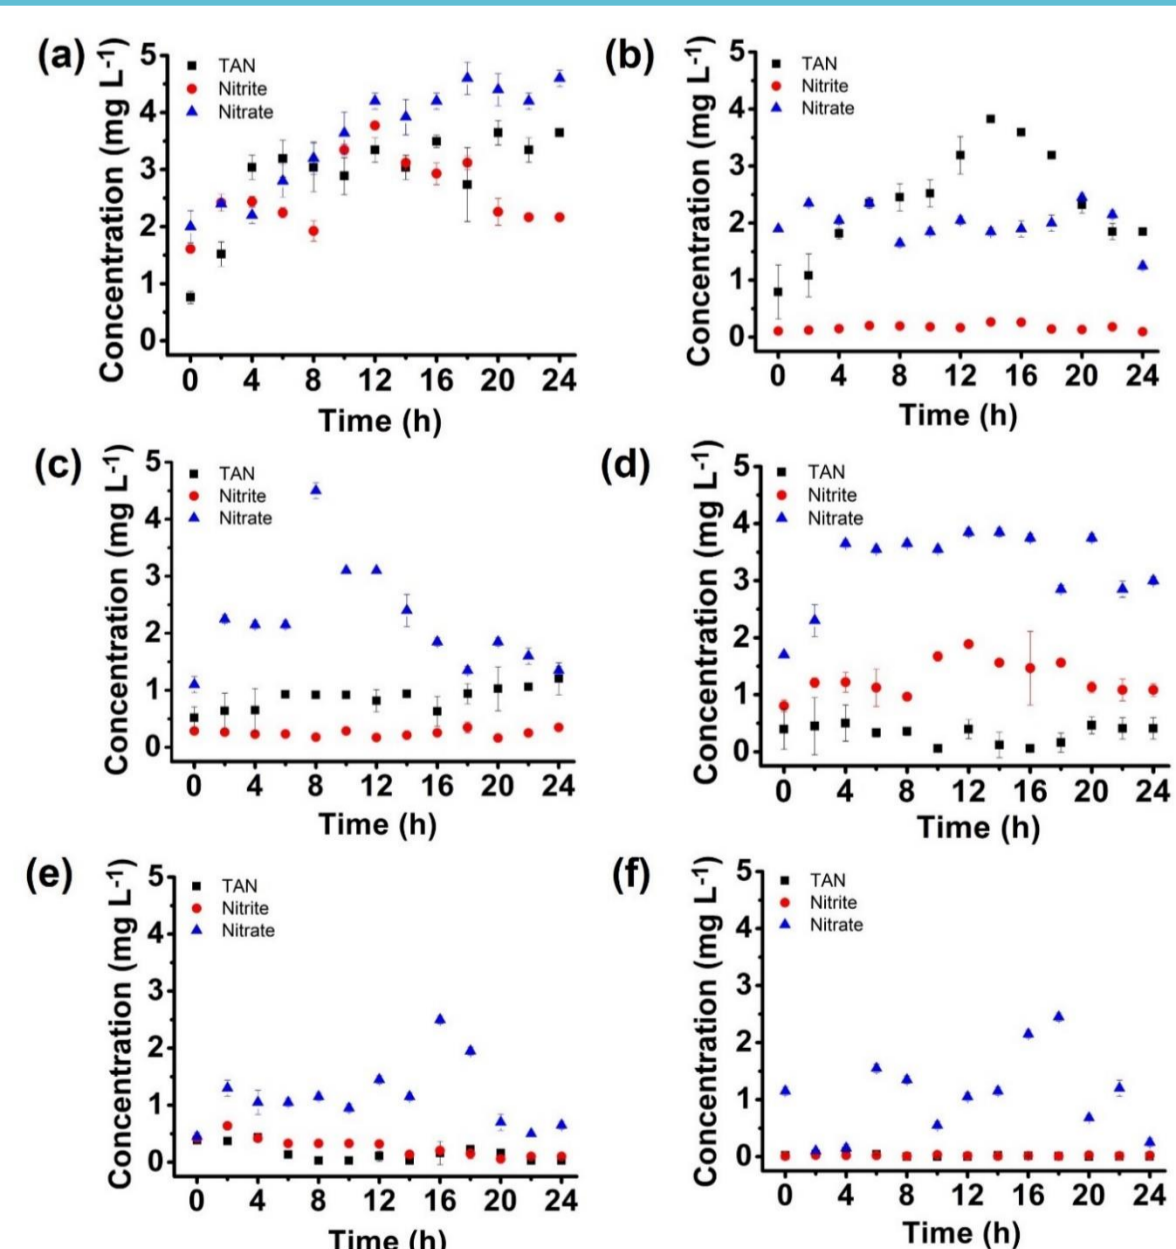 (a)
Concentration (mg L-1)
5
4
3
2
1
0
TAN
Nitrite
Nitrate
0 4 8 12 16 20 24
Time (h)
(b)
Concentration (mg L-1)
5
4
3
2
1
0
TAN
Nitrite
Nitrate
0 4 8 12 16 20 24
Time (h)
(c)
Concentration (mg L-1)
5
4
3
2
1
0
TAN
Nitrite
Nitrate
0 4 8 12 16 20 24
Time (h)
(d)
Concentration (mg L-1)
5
4
3
2
1
0
TAN
Nitrite
Nitrate
0 4 8 12 16 20 24
Time (h)
(e)
Concentration (mg L-1)
5
4
3
2
1
0
TAN
Nitrite
Nitrate
0 4 8 12 16 20 24
Time (h)
(f)
Concentration (mg L-1)
5
4
3
2
1
0
TAN
Nitrite
Nitrate
0 4 8 12 16 20 24
Time (h)